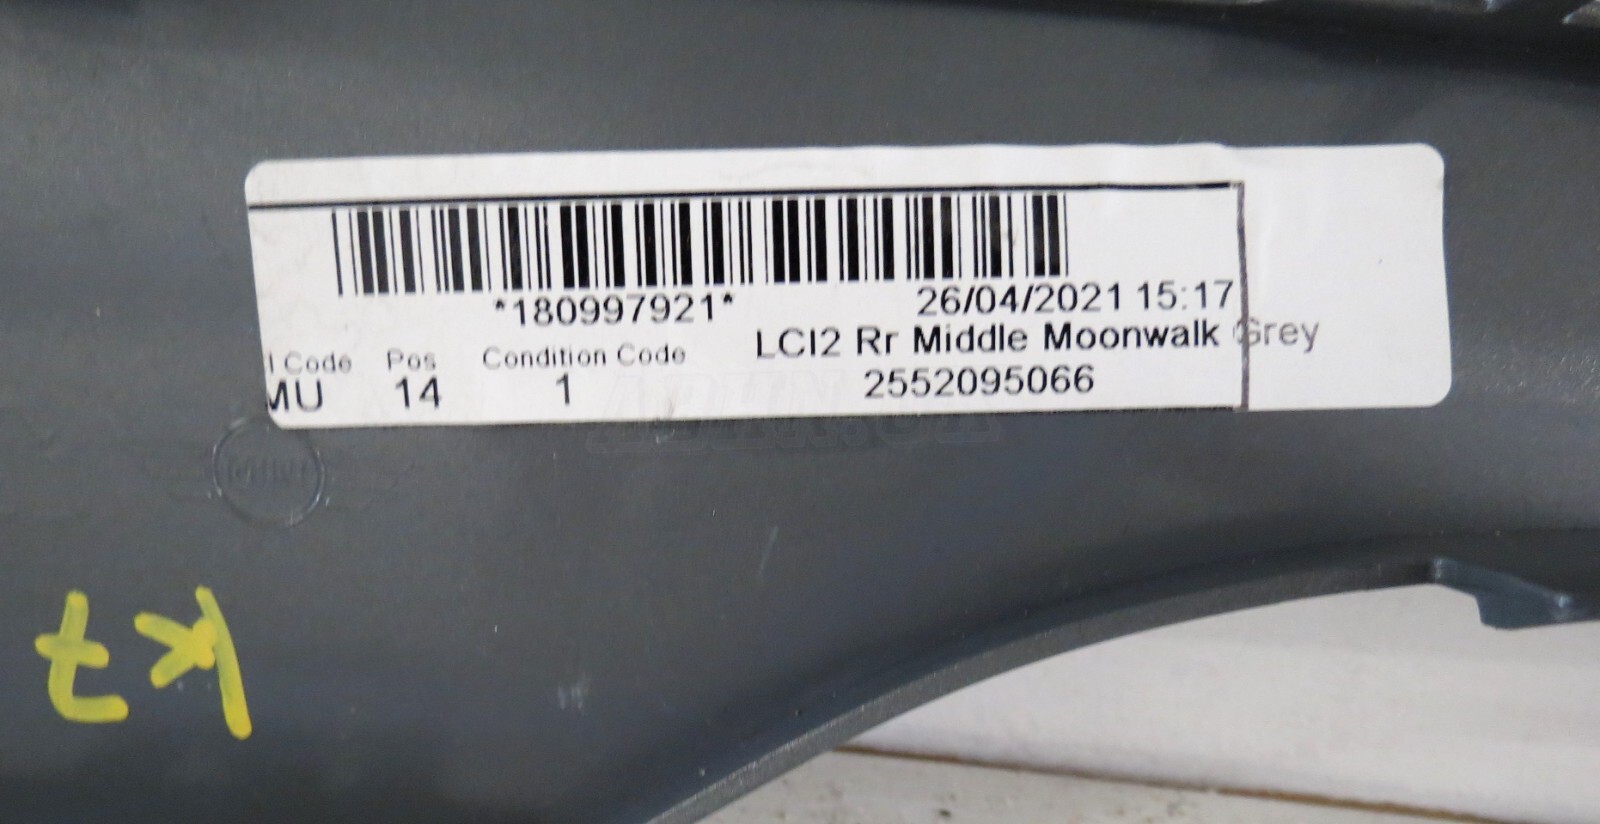 *180997921*
26/04/2021 15:17
LCI2 Rr Middle Moonwalk Grey
l Code Pos Condition Code
MU 14 1
2552095066
MINI